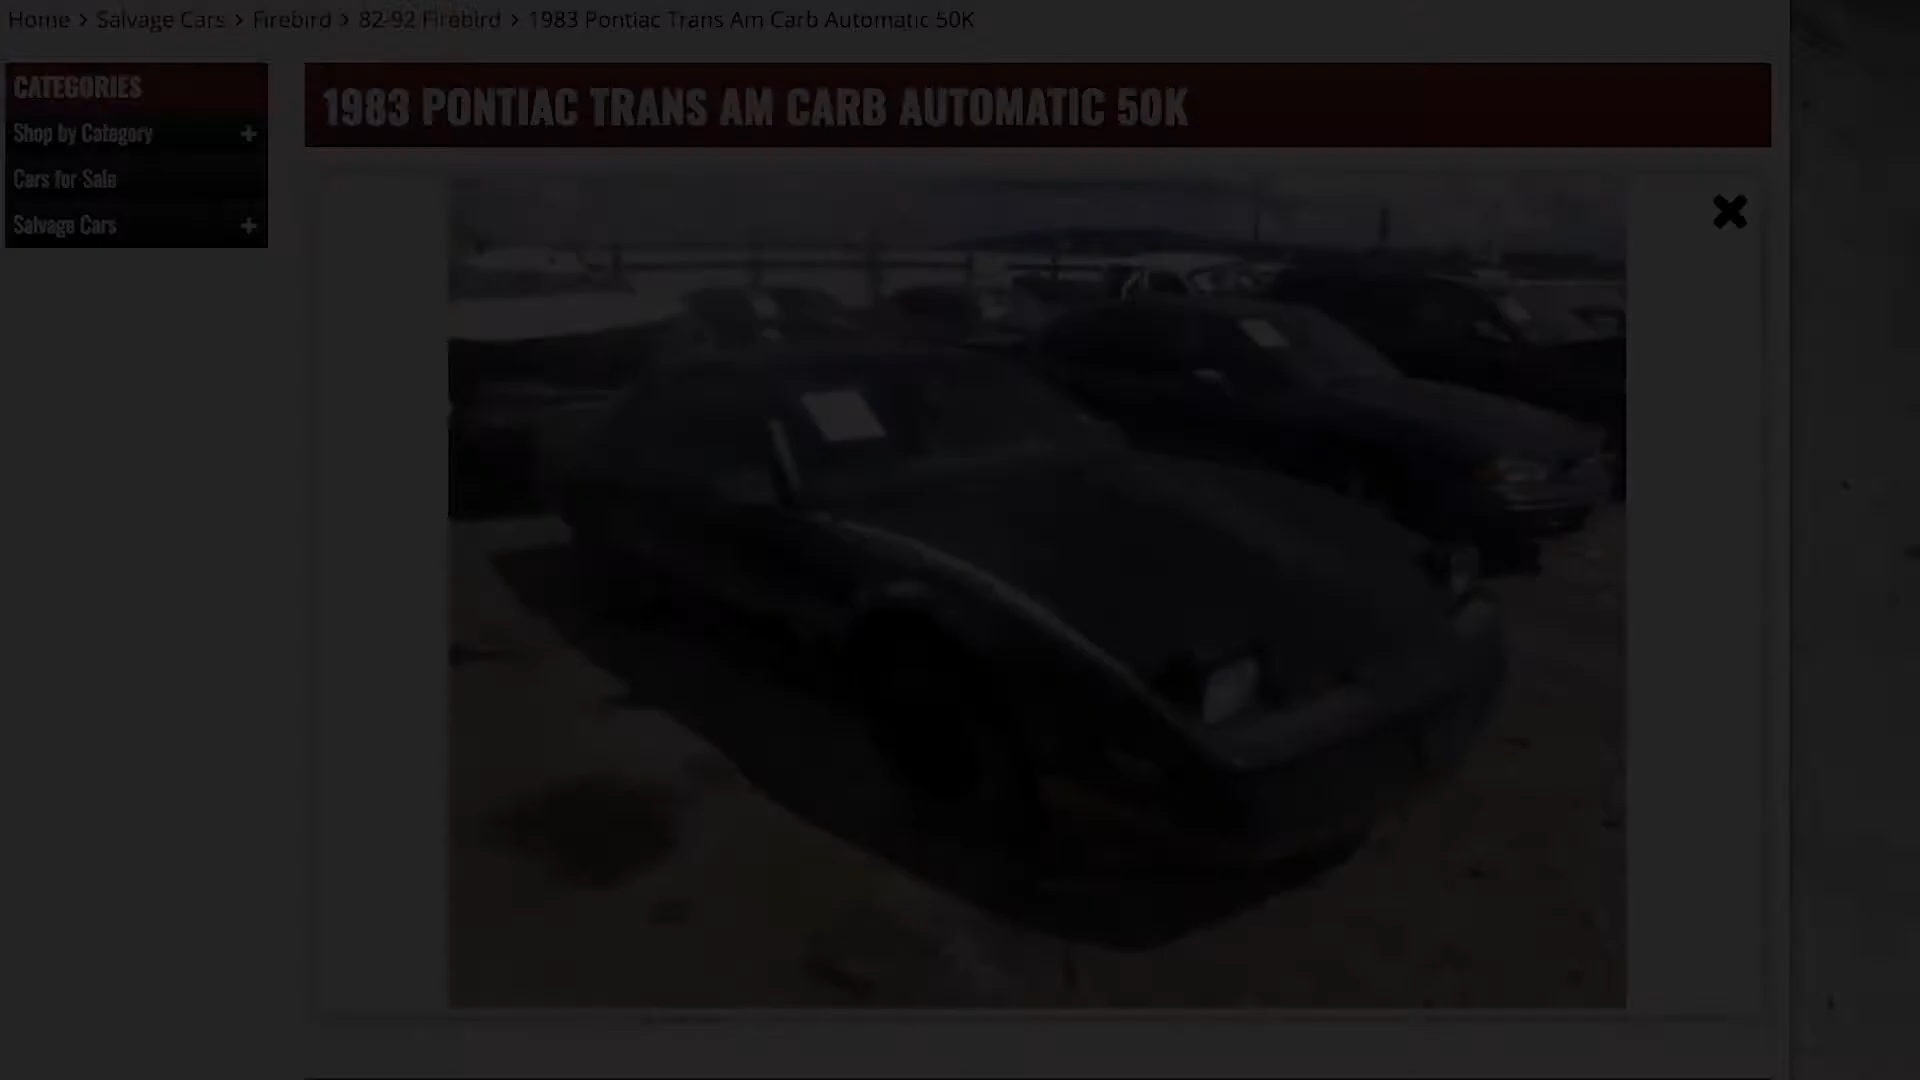 Home > Salvage Cars > Firebird > 82-92 Firebird > 1983 Pontiac Trans Am Carb Automatic 50K
CATEGORIES
Shop by Category +
Cars for Sale
Salvage Cars +
1983 PONTIAC TRANS AM CARB AUTOMATIC 50K